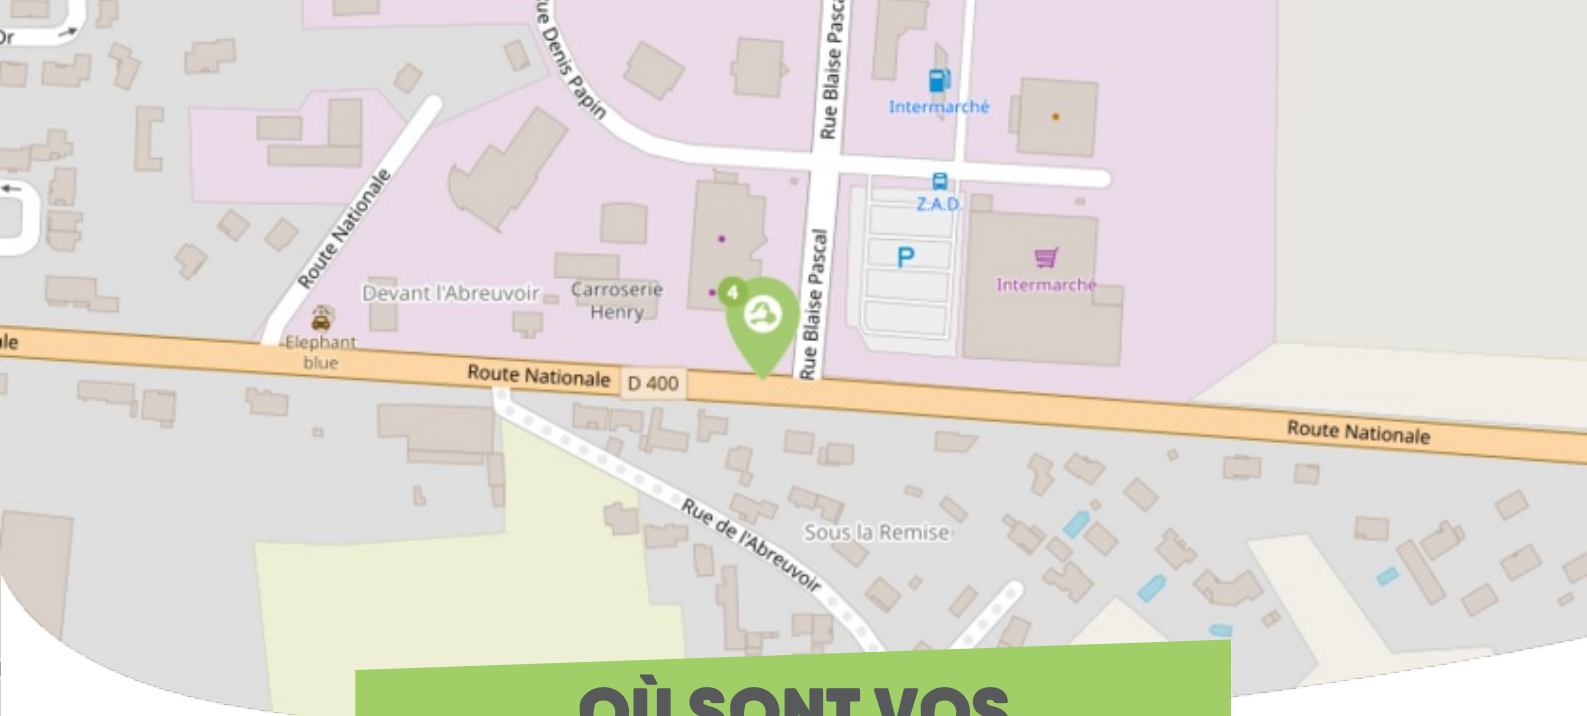 Or
Rue Denis Papin
Rue Blaise Pascal
Intermarché
Z.A.D.
Route Nationale
Rue Blaise Pascal
P
Intermarché
Devant l'Abreuvoir
Carroserie
Henry
4
Elephant
blue
Route Nationale
D 400
Route Nationale
Rue de l'Abreuvoir
Sous la Remise
OÙ SONT VOS